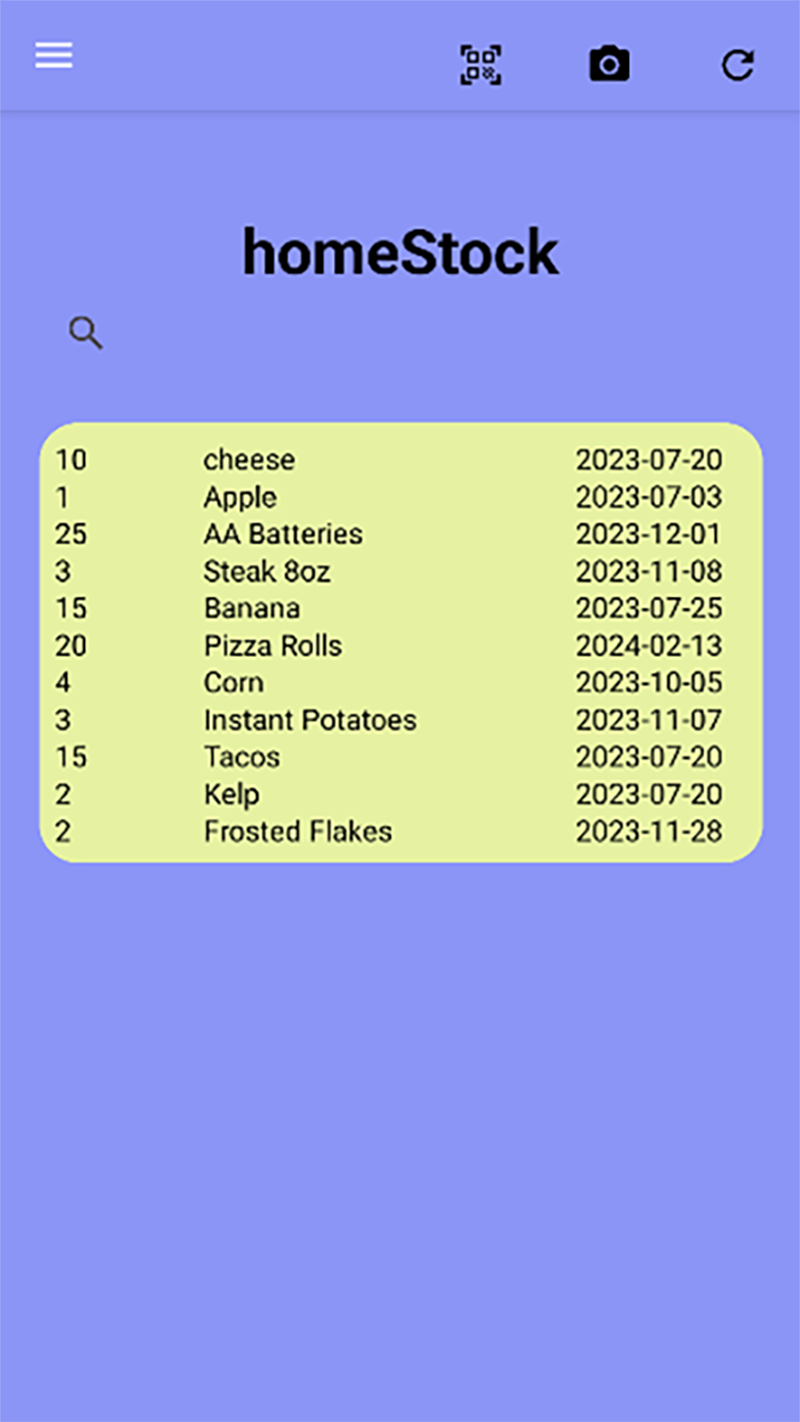 homeStock
10 cheese 2023-07-20
1 Apple 2023-07-03
25 AA Batteries 2023-12-01
3 Steak 8oz 2023-11-08
15 Banana 2023-07-25
20 Pizza Rolls 2024-02-13
4 Corn 2023-10-05
3 Instant Potatoes 2023-11-07
15 Tacos 2023-07-20
2 Kelp 2023-07-20
2 Frosted Flakes 2023-11-28